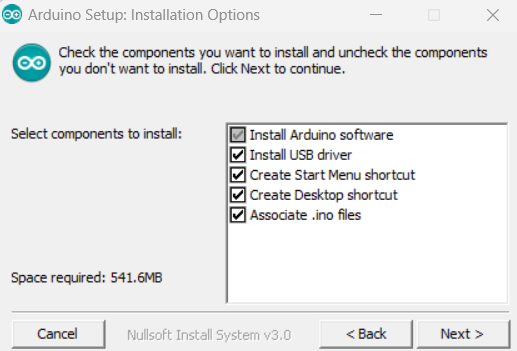 Arduino Setup: Installation Options
Check the components you want to install and uncheck the components
you don't want to install. Click Next to continue.
Select components to install:
Install Arduino software
Install USB driver
Create Start Menu shortcut
Create Desktop shortcut
Associate .ino files
Space required: 541.6MB
Cancel
Nullsoft Install System v3.0
< Back
Next >